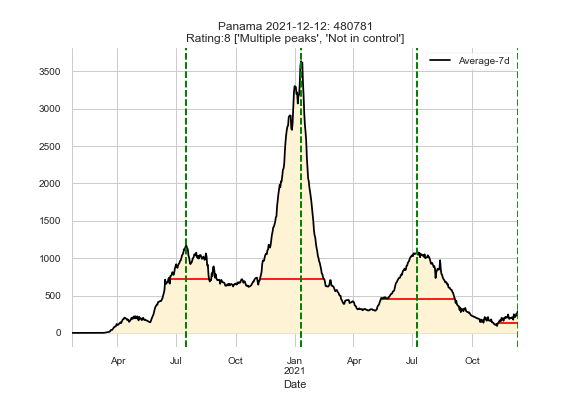 Panama 2021-12-12: 480781
Rating:8 ['Multiple peaks', 'Not in control']
Average-7d
3500
3000
2500
2000
1500
1000
500
0
Apr Jul Oct Jan Apr Jul Oct
2021
Date